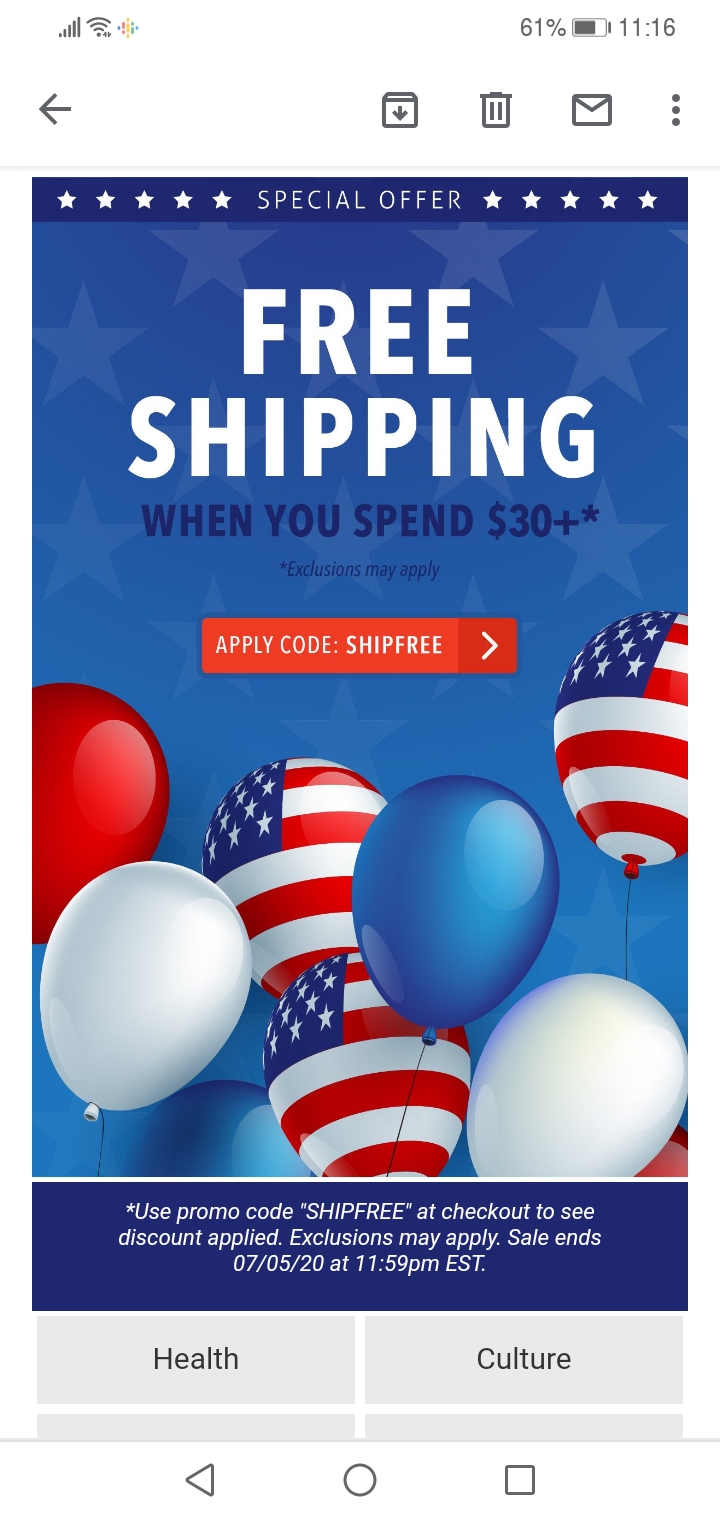 61% 11:16
SPECIAL OFFER
FREE
SHIPPING
WHEN YOU SPEND $30+*
*Exclusions may apply
APPLY CODE: SHIPFREE
*Use promo code "SHIPFREE" at checkout to see
discount applied. Exclusions may apply. Sale ends
07/05/20 at 11:59pm EST.
Health
Culture